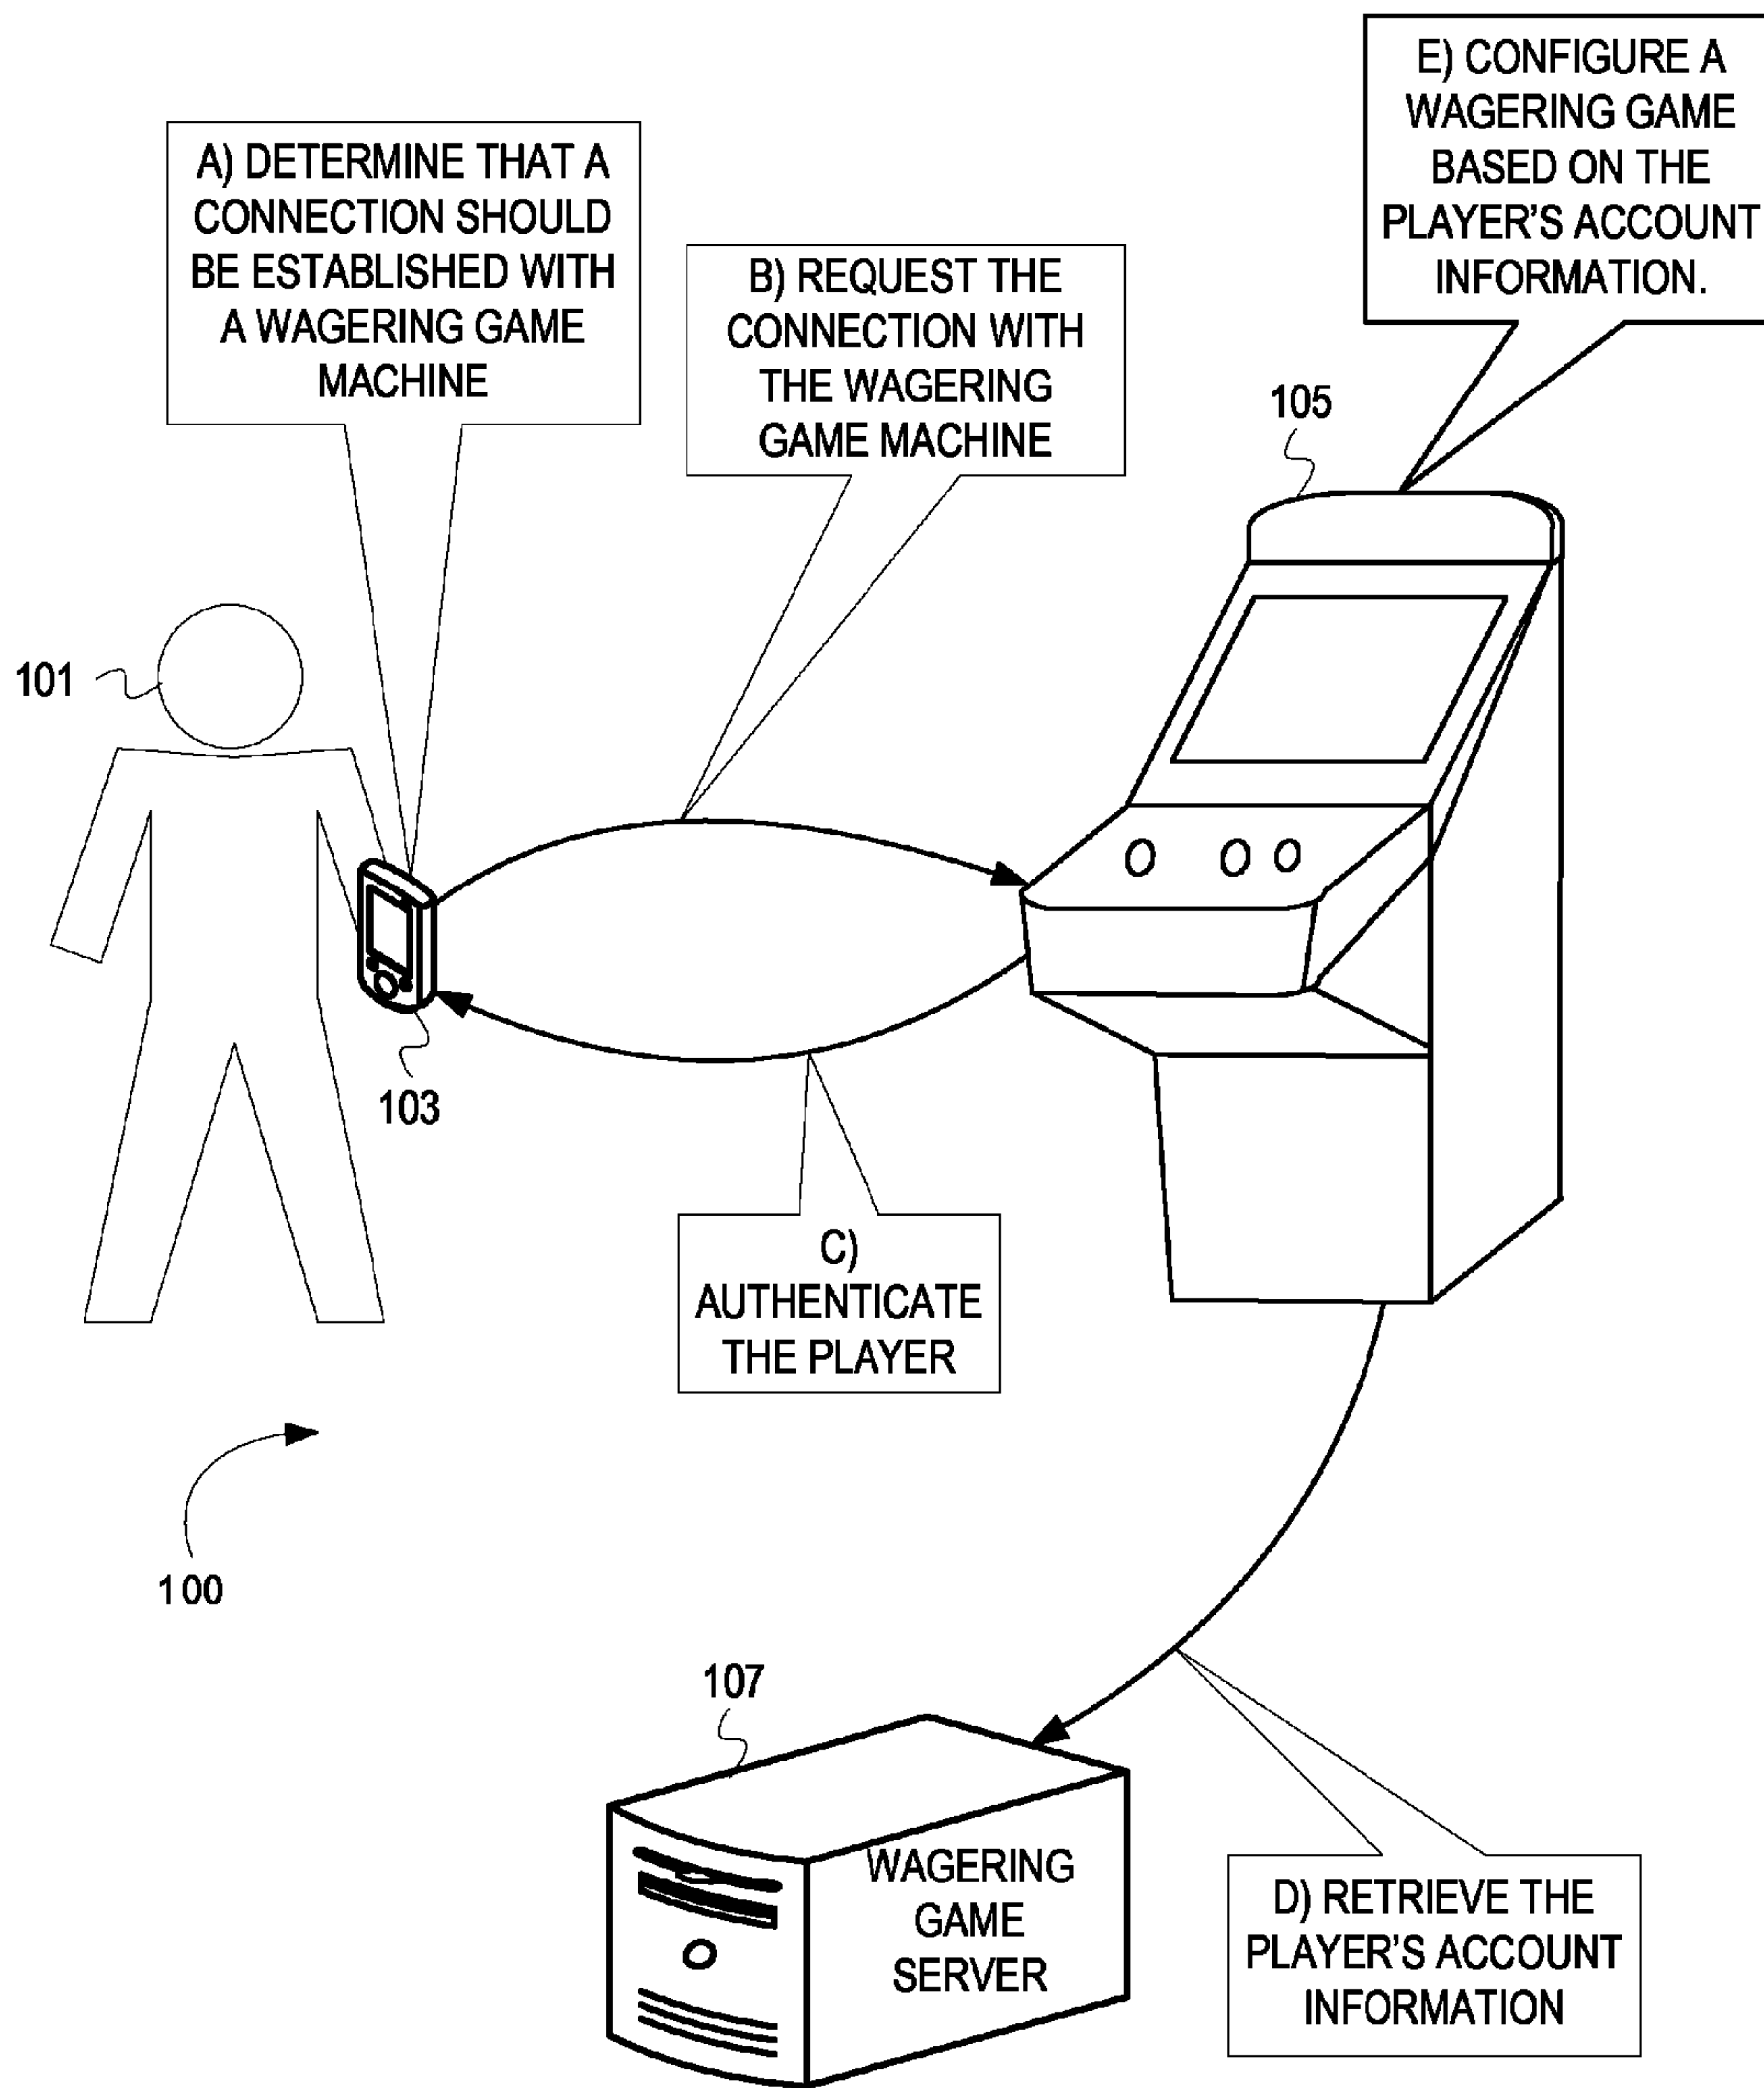 A) DETERMINE THAT A
CONNECTION SHOULD
BE ESTABLISHED WITH
A WAGERING GAME
MACHINE
B) REQUEST THE
CONNECTION WITH
THE WAGERING
GAME MACHINE
E) CONFIGURE A
WAGERING GAME
BASED ON THE
PLAYER'S ACCOUNT
INFORMATION.
105
101
103
C)
AUTHENTICATE
THE PLAYER
100
107
WAGERING
GAME
SERVER
D) RETRIEVE THE
PLAYER'S ACCOUNT
INFORMATION